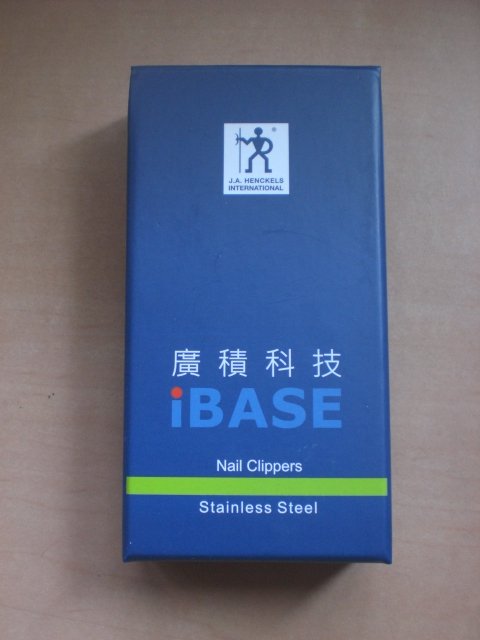 ®
J.A. HENCKELS
INTERNATIONAL
廣積科技
iBASE
Nail Clippers
Stainless Steel